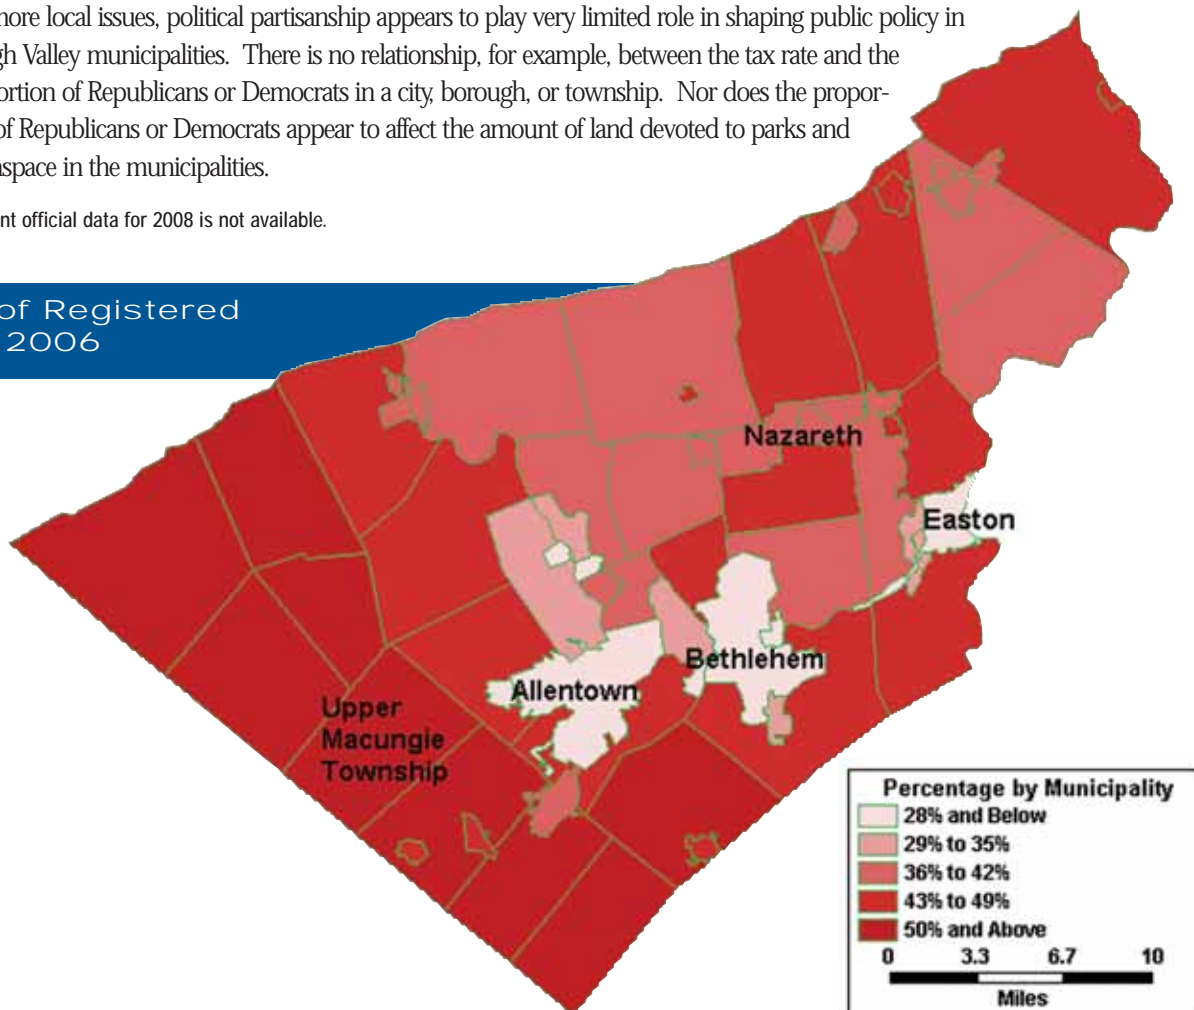 more local issues, political partisanship appears to play very limited role in shaping public policy in
gh Valley municipalities. There is no relationship, for example, between the tax rate and the
ortion of Republicans or Democrats in a city, borough, or township. Nor does the propor-
of Republicans or Democrats appear to affect the amount of land devoted to parks and
nspace in the municipalities.
nt official data for 2008 is not available.
of Registered
2006
Nazareth
Easton
Bethlehem
Allentown
Upper
Macungie
Township
Percentage by Municipality
28% and Below
29% to 35%
36% to 42%
43% to 49%
50% and Above
0 3.3 6.7 10
Miles